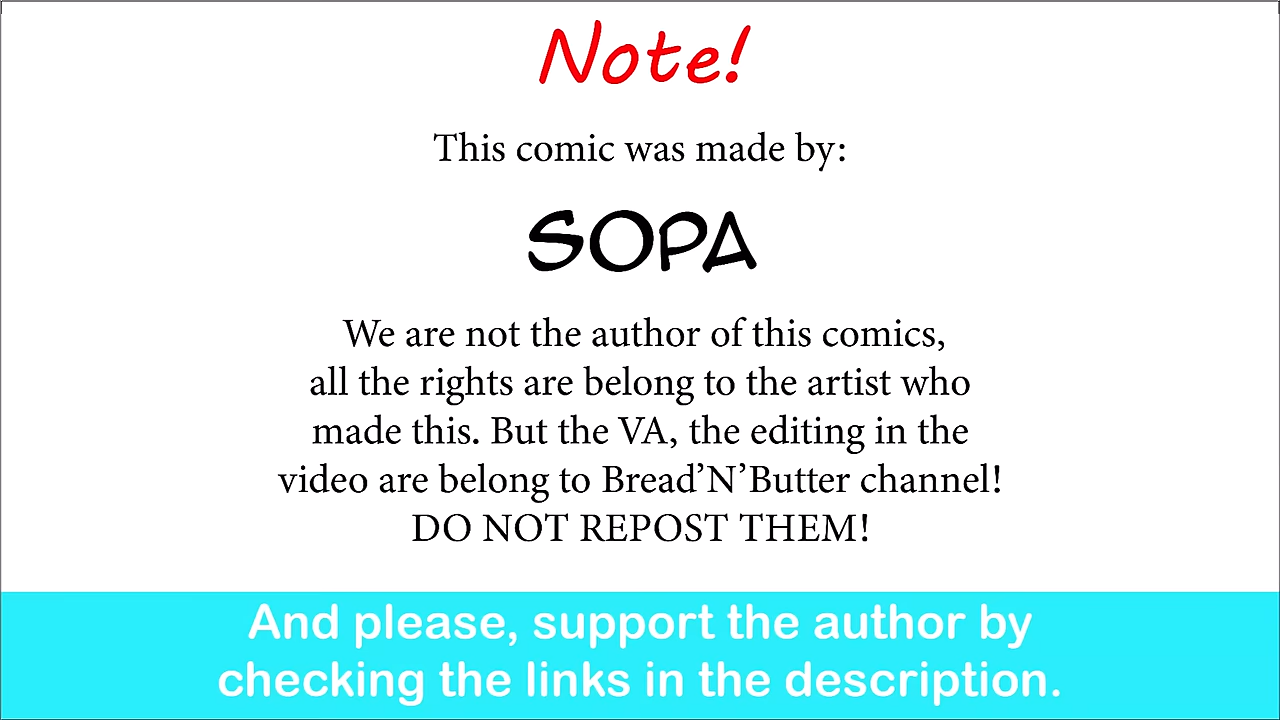 Note!
This comic was made by:
SOPA
We are not the author of this comics,
all the rights are belong to the artist who
made this. But the VA, the editing in the
video are belong to Bread’N’Butter channel!
DO NOT REPOST THEM!
And please, support the author by
checking the links in the description.